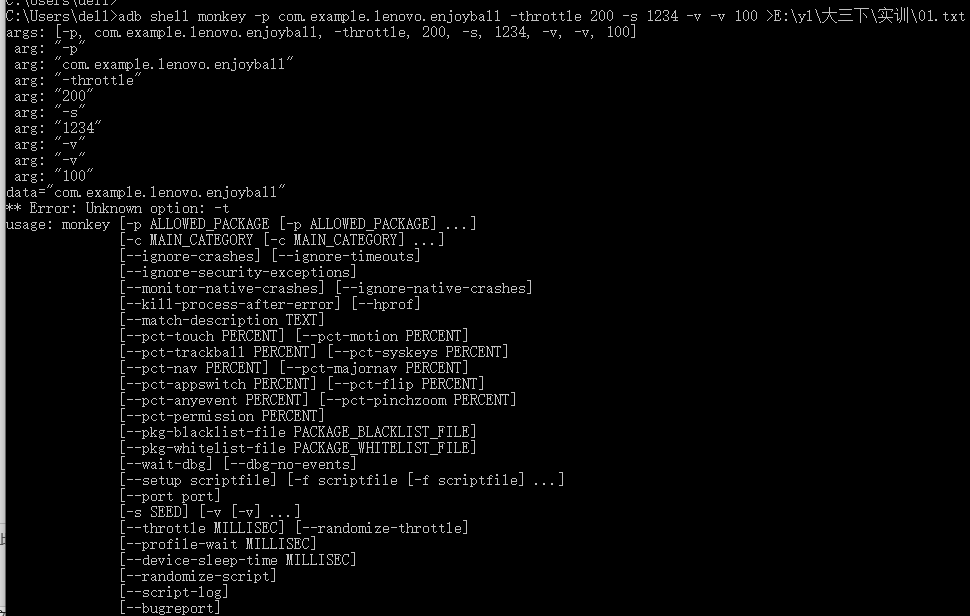 C:\Users\dell>
C:\Users\dell>adb shell monkey -p com.example.lenovo.enjoyball -throttle 200 -s 1234 -v -v 100 >E:\yl\大三下\实训\01.txt
args: [-p, com.example.lenovo.enjoyball, -throttle, 200, -s, 1234, -v, -v, 100]
 arg: "-p"
 arg: "com.example.lenovo.enjoyball"
 arg: "-throttle"
 arg: "200"
 arg: "-s"
 arg: "1234"
 arg: "-v"
 arg: "-v"
 arg: "100"
data="com.example.lenovo.enjoyball"
** Error: Unknown option: -t
usage: monkey [-p ALLOWED_PACKAGE [-p ALLOWED_PACKAGE] ...]
              [-c MAIN_CATEGORY [-c MAIN_CATEGORY] ...]
              [--ignore-crashes] [--ignore-timeouts]
              [--ignore-security-exceptions]
              [--monitor-native-crashes] [--ignore-native-crashes]
              [--kill-process-after-error] [--hprof]
              [--match-description TEXT]
              [--pct-touch PERCENT] [--pct-motion PERCENT]
              [--pct-trackball PERCENT] [--pct-syskeys PERCENT]
              [--pct-nav PERCENT] [--pct-majornav PERCENT]
              [--pct-appswitch PERCENT] [--pct-flip PERCENT]
              [--pct-anyevent PERCENT] [--pct-pinchzoom PERCENT]
              [--pct-permission PERCENT]
              [--pkg-blacklist-file PACKAGE_BLACKLIST_FILE]
              [--pkg-whitelist-file PACKAGE_WHITELIST_FILE]
              [--wait-dbg] [--dbg-no-events]
              [--setup scriptfile] [-f scriptfile [-f scriptfile] ...]
              [--port port]
              [-s SEED] [-v [-v] ...]
              [--throttle MILLISEC] [--randomize-throttle]
              [--profile-wait MILLISEC]
              [--device-sleep-time MILLISEC]
              [--randomize-script]
              [--script-log]
              [--bugreport]